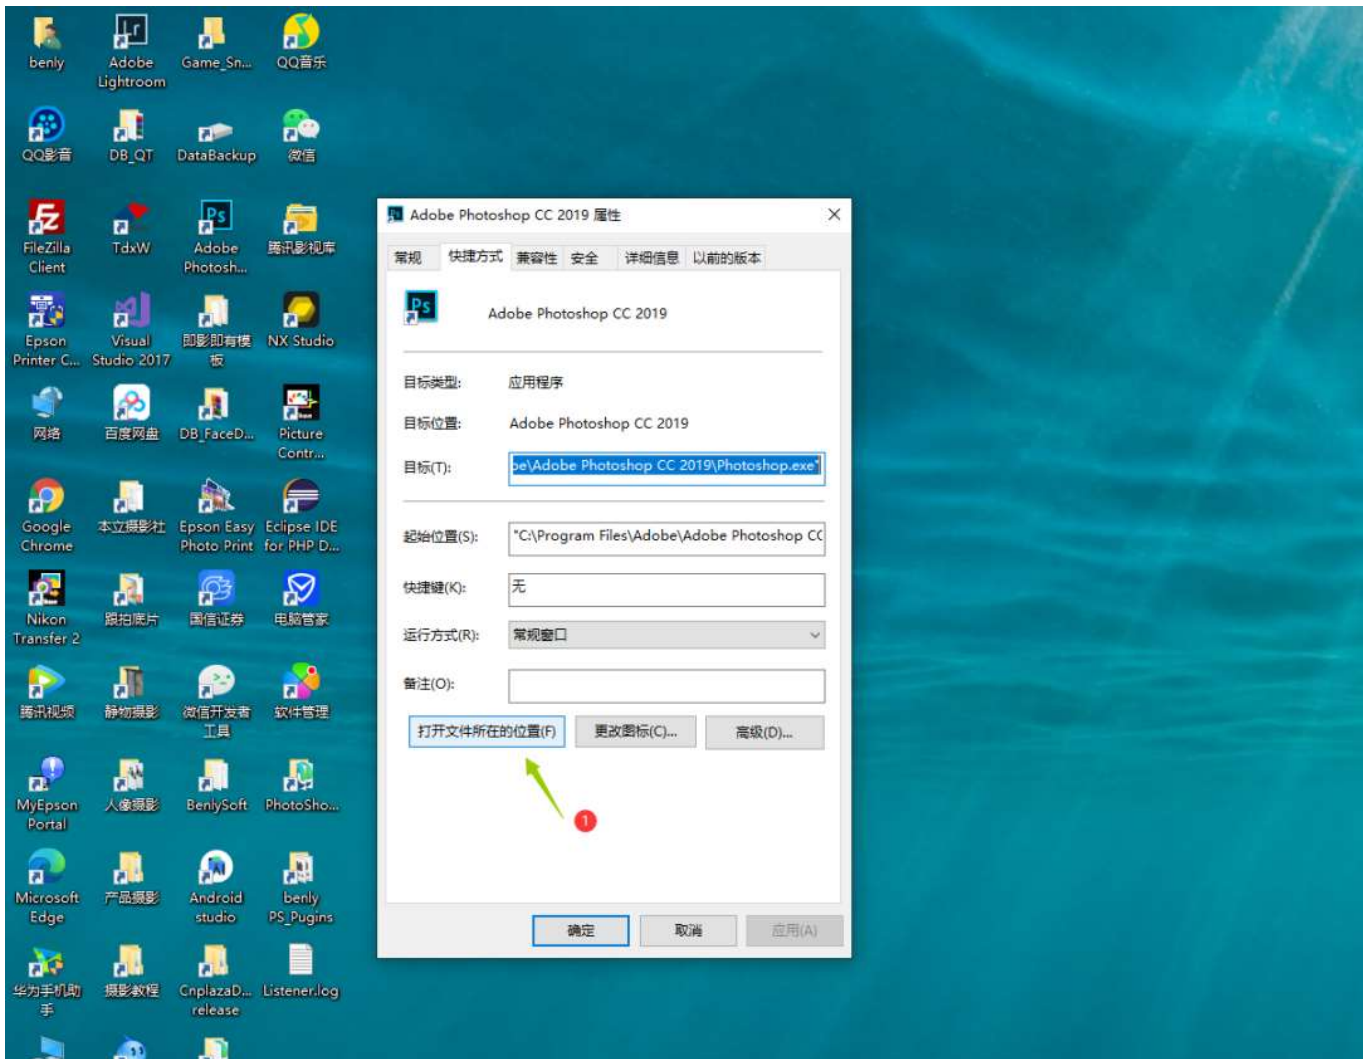 benly
Adobe
Lightroom
Game_Sn...
QQ音乐
QQ影音
DB_QT
DataBackup
微信
FileZilla
Client
TdxW
Adobe
Photosh...
腾讯影视库
Epson
Printer C...
Visual
Studio 2017
即影即有模
板
NX Studio
网络
百度网盘
DB_FaceD...
Picture
Contr...
Google
Chrome
本立摄影社
Epson Easy
Photo Print
Eclipse IDE
for PHP D...
Nikon
Transfer 2
跟拍底片
国信证券
电脑管家
腾讯视频
静物摄影
微信开发者
工具
软件管理
MyEpson
Portal
人像摄影
BenlySoft
PhotoSho...
Microsoft
Edge
产品摄影
Android
studio
benly
PS_Pugins
华为手机助
手
摄影教程
CnplazaD...
release
Listener.log
Adobe Photoshop CC 2019 属性
常规 快捷方式 兼容性 安全 详细信息 以前的版本
Ps
Adobe Photoshop CC 2019
目标类型: 应用程序
目标位置: Adobe Photoshop CC 2019
目标(T): be\Adobe Photoshop CC 2019\Photoshop.exe"
起始位置(S): "C:\Program Files\Adobe\Adobe Photoshop CC
快捷键(K): 无
运行方式(R): 常规窗口
备注(O):
打开文件所在的位置(F) 更改图标(C)... 高级(D)...
1
确定 取消 应用(A)